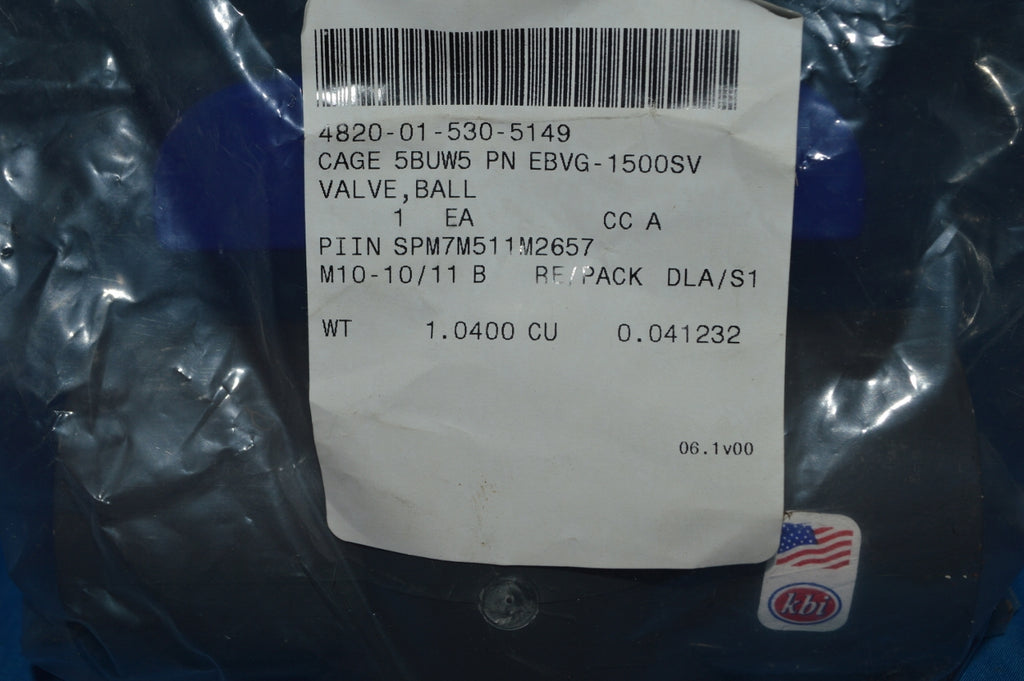 4820-01-530-5149
CAGE 5BUW5 PN EBVG-1500SV
VALVE,BALL
1 EA CC A
PIIN SPM7M511M2657
M10-10/11 B RE/PACK DLA/S1
WT 1.0400 CU 0.041232
06.1v00
kbi